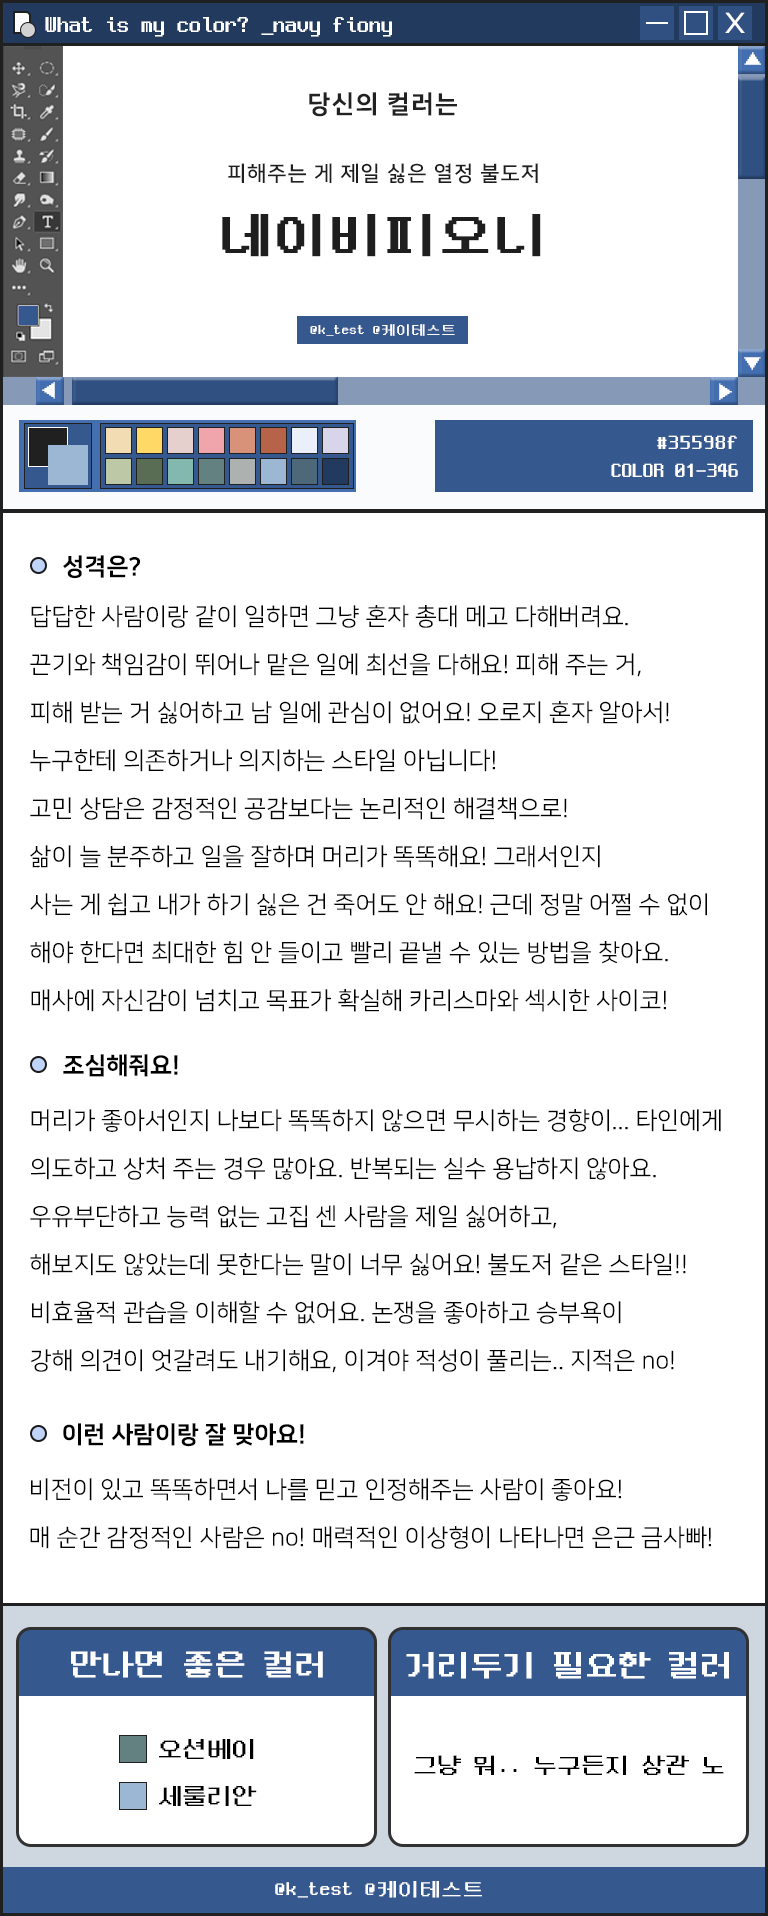 What is my color? _navy fiony
당신의 컬러는
피해주는 게 제일 싫은 열정 불도저
네이비피오니
@k_test @케이테스트
#35598f
COLOR 01-346
성격은?
답답한 사람이랑 같이 일하면 그냥 혼자 총대 메고 다해버려요.
끈기와 책임감이 뛰어나 맡은 일에 최선을 다해요! 피해 주는 거,
피해 받는 거 싫어하고 남 일에 관심이 없어요! 오로지 혼자 알아서!
누구한테 의존하거나 의지하는 스타일 아닙니다!
고민 상담은 감정적인 공감보다는 논리적인 해결책으로!
삶이 늘 분주하고 일을 잘하며 머리가 똑똑해요! 그래서인지
사는 게 쉽고 내가 하기 싫은 건 죽어도 안 해요! 근데 정말 어쩔 수 없이
해야 한다면 최대한 힘 안 들이고 빨리 끝낼 수 있는 방법을 찾아요.
매사에 자신감이 넘치고 목표가 확실해 카리스마와 섹시한 사이코!
조심해줘요!
머리가 좋아서인지 나보다 똑똑하지 않으면 무시하는 경향이... 타인에게
의도하고 상처 주는 경우 많아요. 반복되는 실수 용납하지 않아요.
우유부단하고 능력 없는 고집 센 사람을 제일 싫어하고,
해보지도 않았는데 못한다는 말이 너무 싫어요! 불도저 같은 스타일!!
비효율적 관습을 이해할 수 없어요. 논쟁을 좋아하고 승부욕이
강해 의견이 엇갈려도 내기해요, 이겨야 적성이 풀리는.. 지적은 no!
이런 사람이랑 잘 맞아요!
비전이 있고 똑똑하면서 나를 믿고 인정해주는 사람이 좋아요!
매 순간 감정적인 사람은 no! 매력적인 이상형이 나타나면 은근 금사빠!
만나면 좋은 컬러
오션베이
세룰리안
거리두기 필요한 컬러
그냥 뭐.. 누구든지 상관 노
@k_test @케이테스트